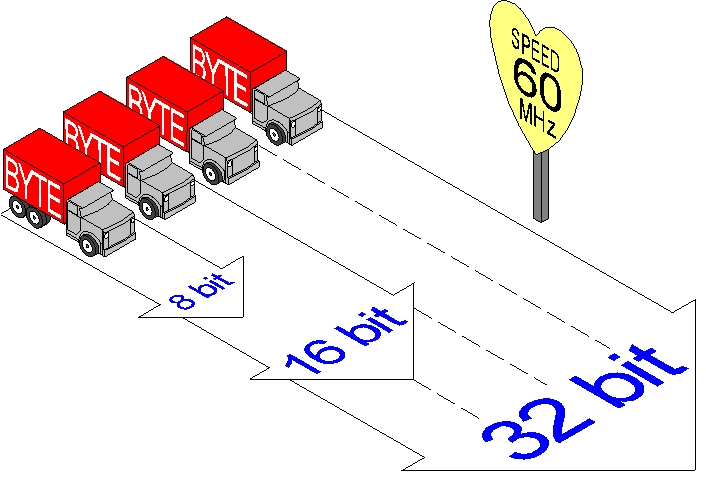 BYTE
BYTE
BYTE
BYTE
SPEED
60
MHz
8 bit
16 bit
32 bit